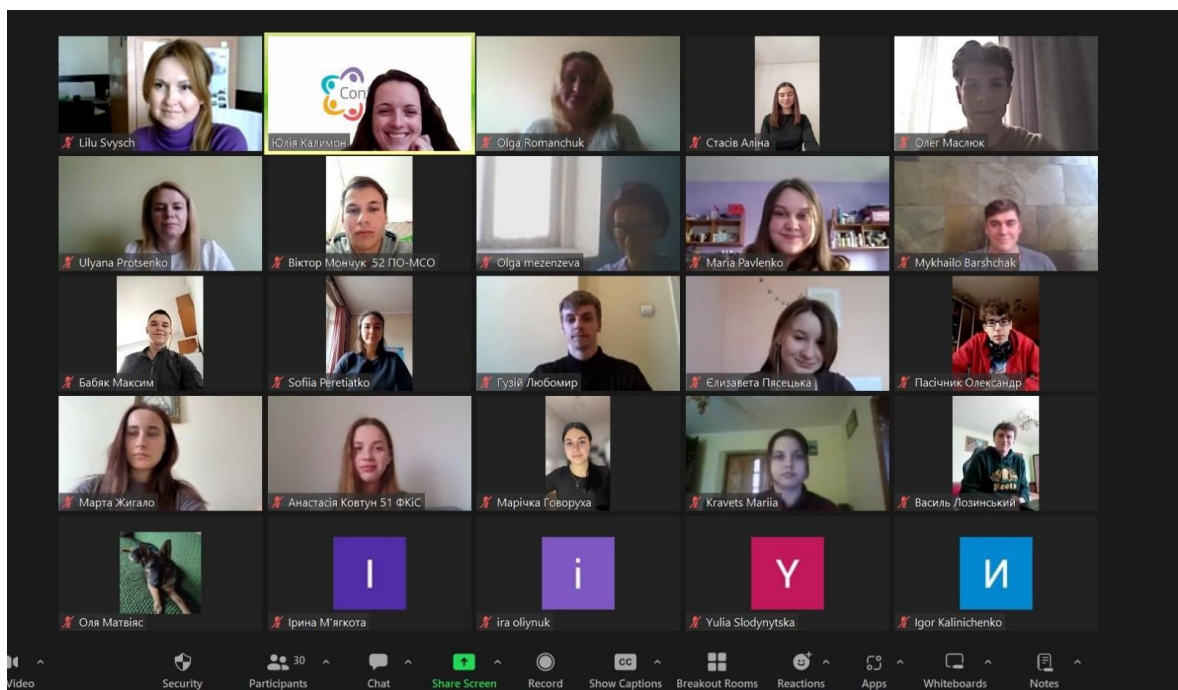 Con
Lilu Svysch
Юлія Калимон
Olga Romanchuk
Стасів Аліна
Олег Маслюк
Ulyana Protsenko
Віктор Мончук 52 ПО-МСО
Olga mezenzeva
Maria Pavlenko
Mykhailo Barshchak
Бабяк Максим
Sofiia Peretiatko
Гузій Любомир
Єлизавета Пясецька
Пасічник Олександр
Марта Жигало
Анастасія Ковтун 51 ФКіС
Марічка Говоруха
Kravets Mariia
Василь Лозинський
I
i
Y
И
Оля Матвіяс
Ірина М'ягкота
ira oliynuk
Yulia Slodynytska
Igor Kalinichenko
30
CC
Video
Security
Participants
Chat
Share Screen
Record
Show Captions
Breakout Rooms
Reactions
Apps
Whiteboards
Notes